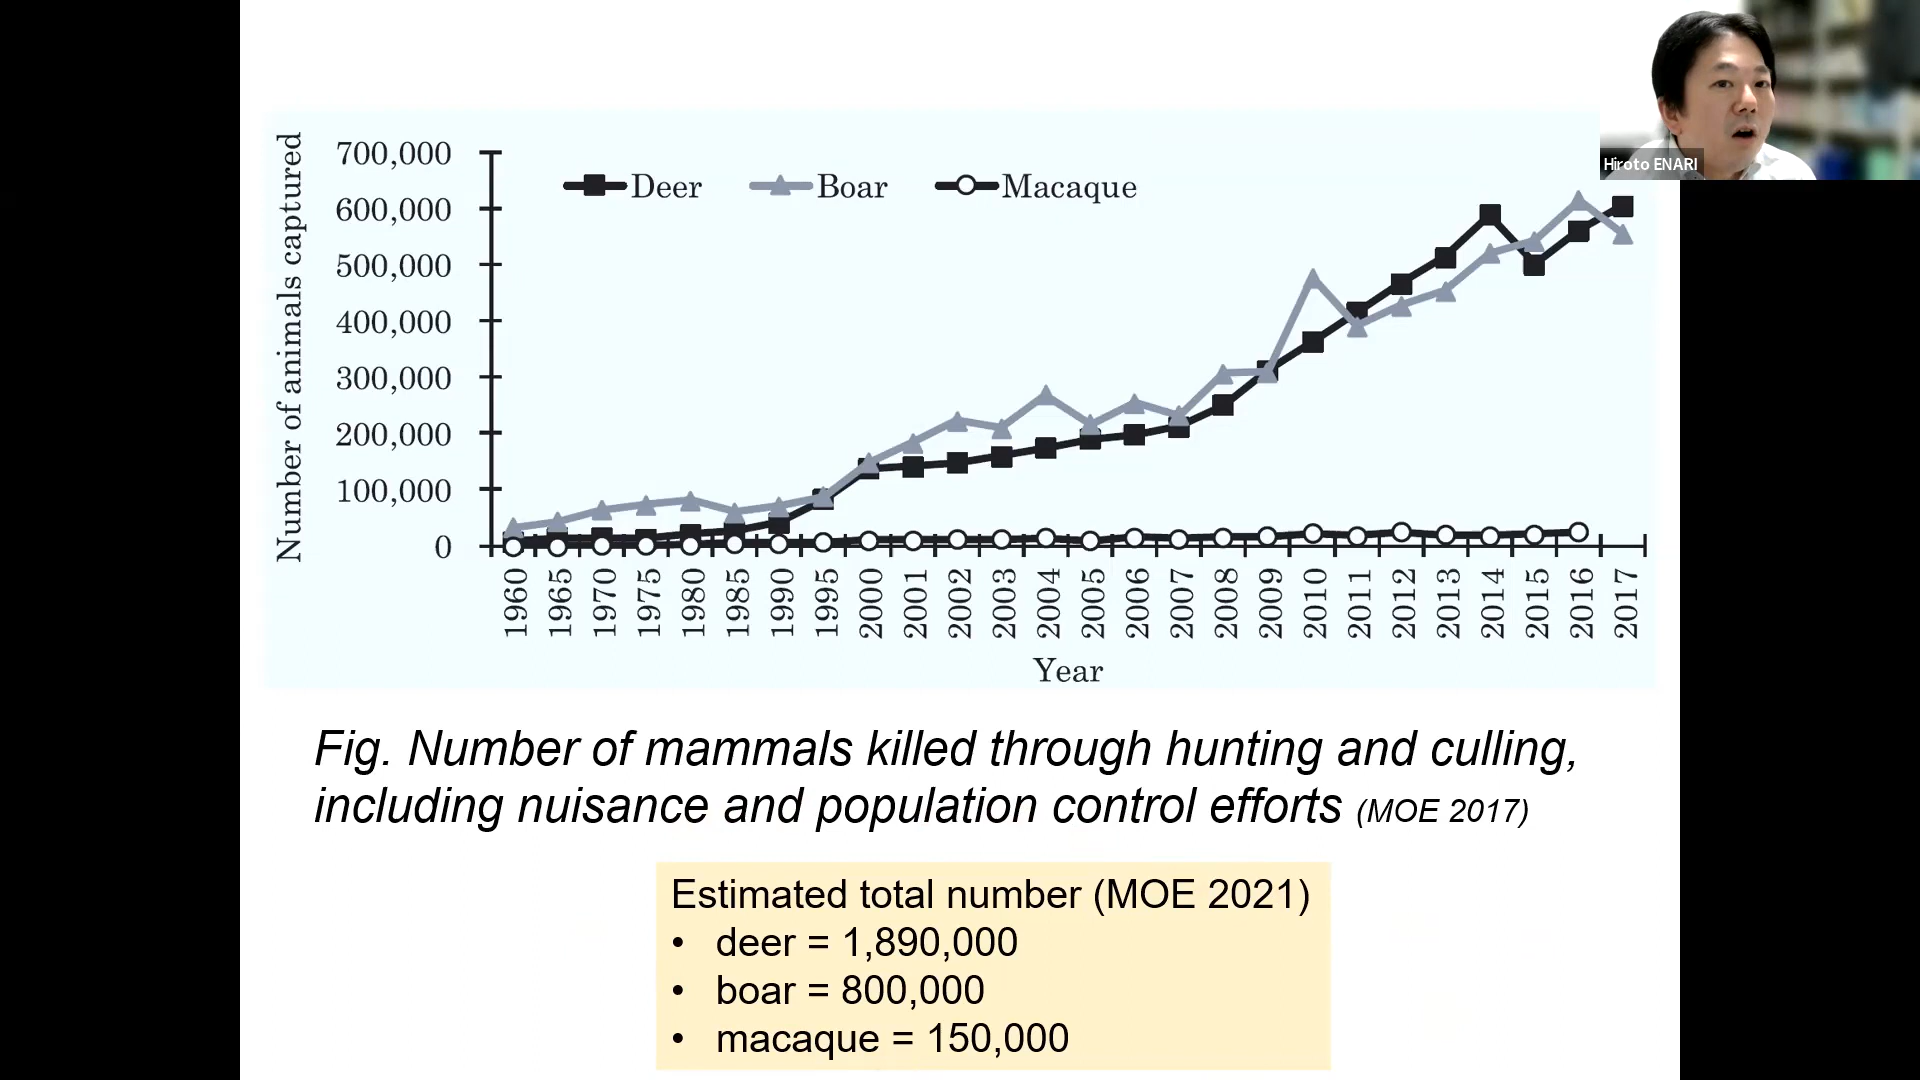 Hiroto ENARI
Number of animals captured
700,000
600,000
500,000
400,000
300,000
200,000
100,000
0
Deer
Boar
Macaque
1960
1965
1970
1975
1980
1985
1990
1995
2000
2001
2002
2003
2004
2005
2006
2007
2008
2009
2010
2011
2012
2013
2014
2015
2016
2017
Year
Fig. Number of mammals killed through hunting and culling,
including nuisance and population control efforts (MOE 2017)
Estimated total number (MOE 2021)
• deer = 1,890,000
• boar = 800,000
• macaque = 150,000